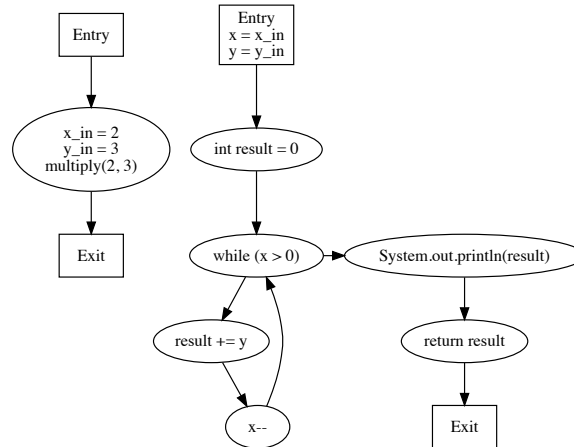 Entry
x_in = 2
y_in = 3
multiply(2, 3)
Exit
Entry
x = x_in
y = y_in
int result = 0
while (x > 0)
System.out.println(result)
result += y
return result
x--
Exit